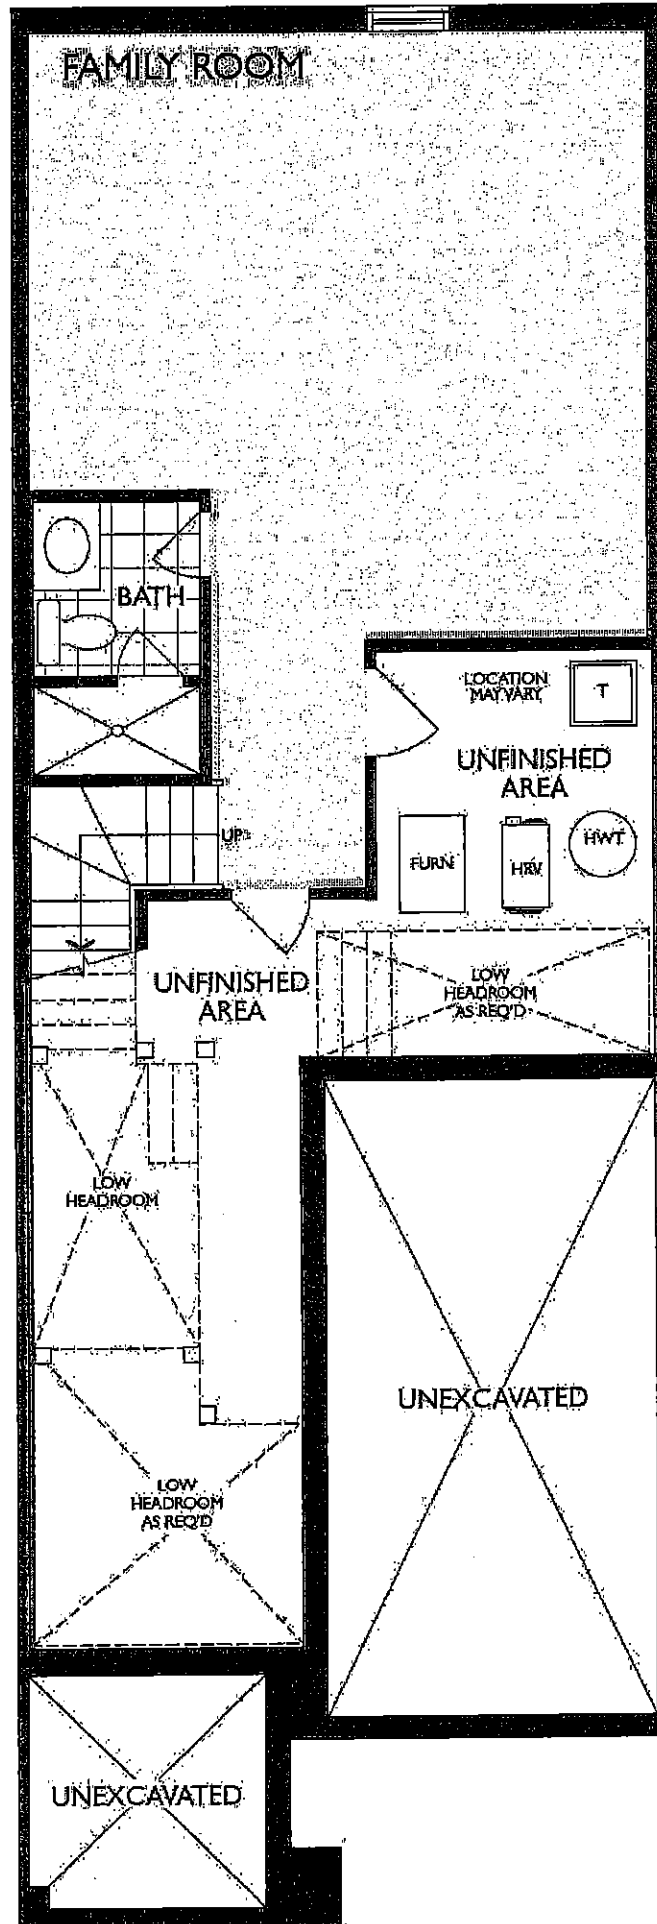 FAMILY ROOM
BATH
LOCATION
MAY VARY
T
UNFINISHED
AREA
UP
FURN
HRV
HWT
UNFINISHED
AREA
LOW
HEADROOM
AS REQ'D
LOW
HEADROOM
UNEXCAVATED
LOW
HEADROOM
AS REQ'D
UNEXCAVATED